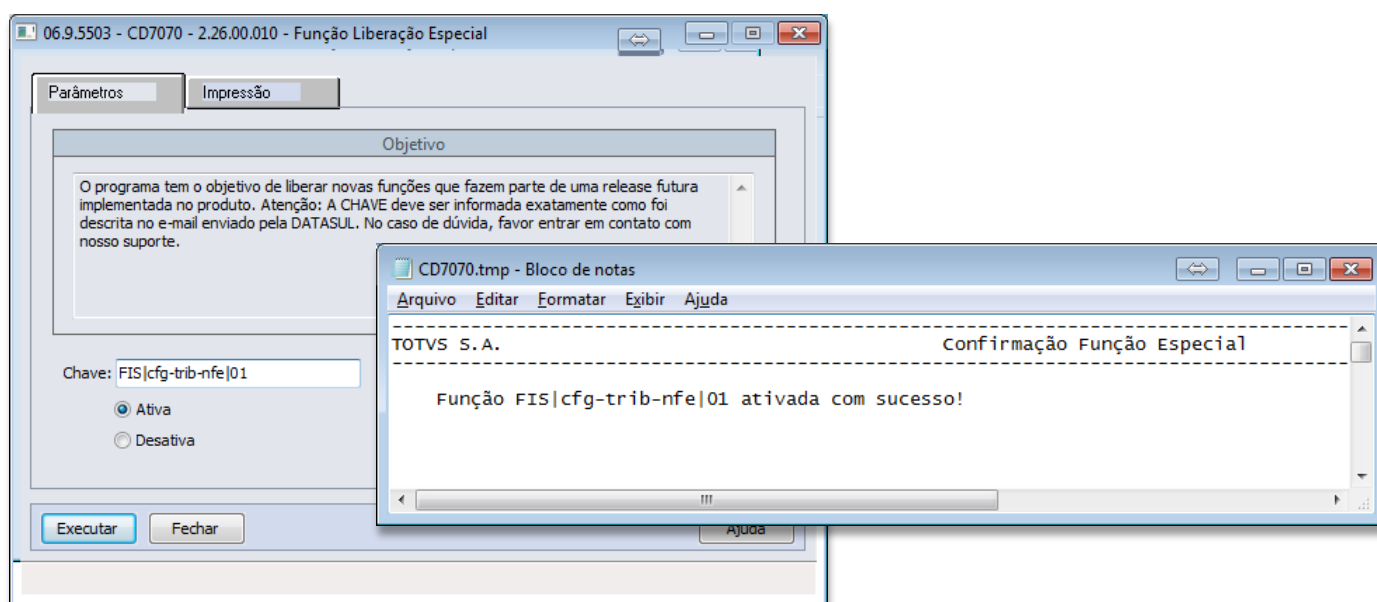 06.9.5503 - CD7070 - 2.26.00.010 - Função Liberação Especial
Parâmetros
Impressão
Objetivo
O programa tem o objetivo de liberar novas funções que fazem parte de uma release futura
implementada no produto. Atenção: A CHAVE deve ser informada exatamente como foi
descrita no e-mail enviado pela DATASUL. No caso de dúvida, favor entrar em contato com
nosso suporte.
Chave: FIS|cfg-trib-nfe|01
Ativa
Desativa
Executar
Fechar
Ajuda
CD7070.tmp - Bloco de notas
Arquivo Editar Formatar Exibir Ajuda
--------------------------------------------------------------------------------------
TOTVS S.A. Confirmação Função Especial
--------------------------------------------------------------------------------------
Função FIS|cfg-trib-nfe|01 ativada com sucesso!